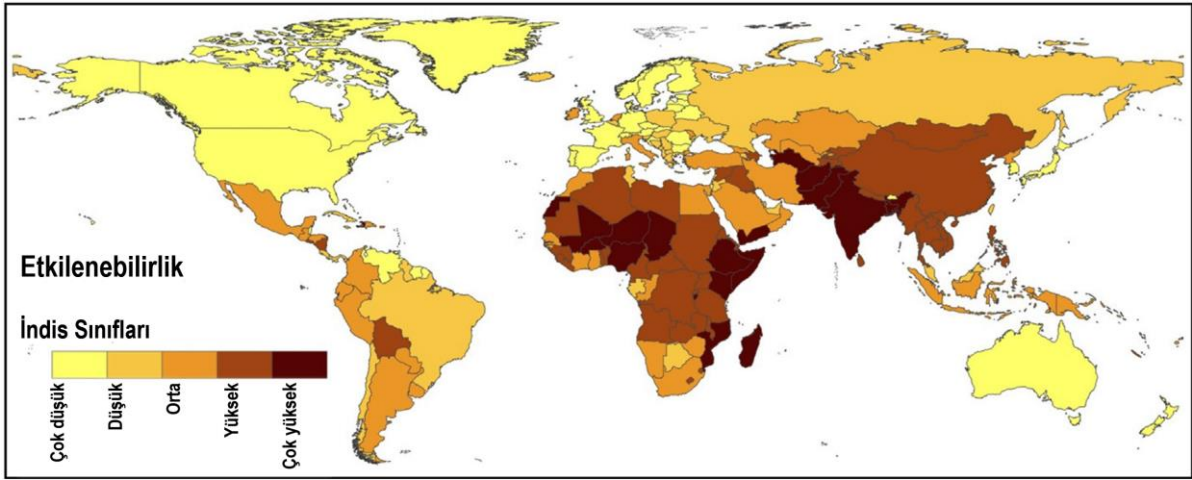 Etkilenebilirlik
İndis Sınıfları
Çok düşük
Düşük
Orta
Yüksek
Çok yüksek